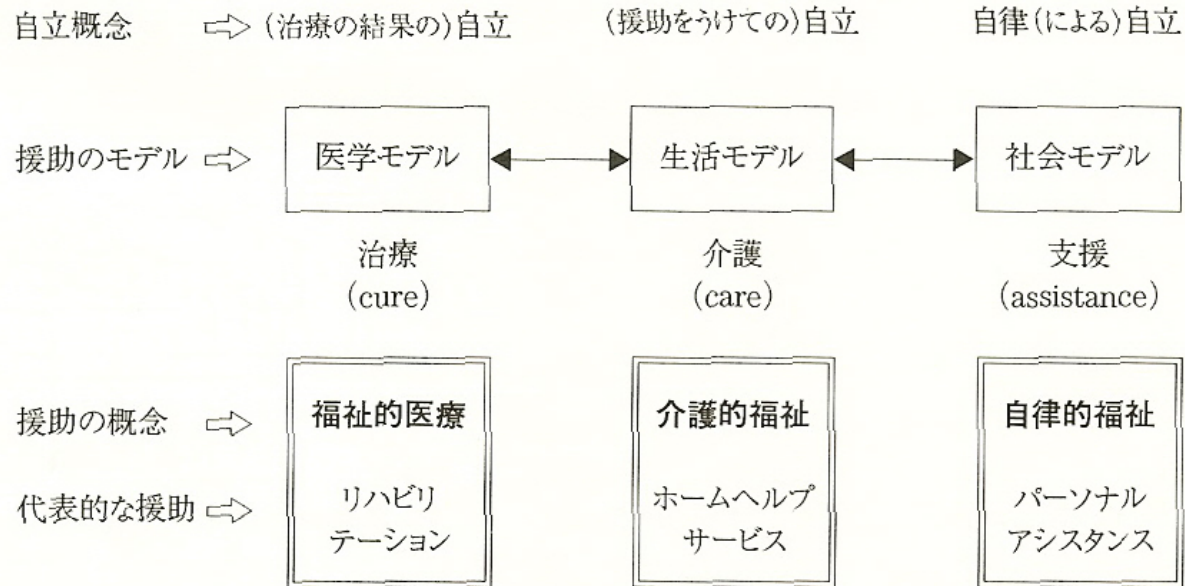 自立概念 ⇨ (治療の結果の)自立 (援助をうけての)自立 自律(による)自立
援助のモデル ⇨ 医学モデル 生活モデル 社会モデル
治療 介護 支援
(cure) (care) (assistance)
援助の概念 ⇨ 福祉的医療 介護的福祉 自律的福祉
代表的な援助 ⇨ リハビリ ホームヘルプ パーソナル
テーション サービス アシスタンス